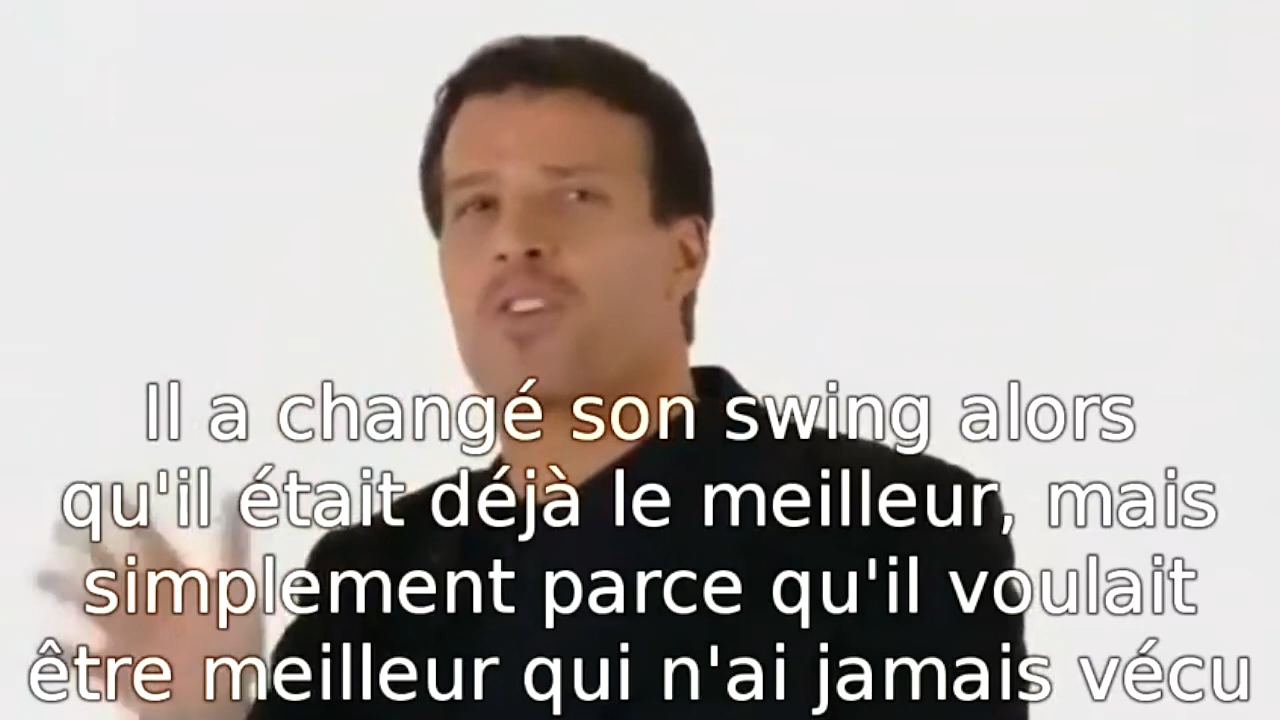 Il a changé son swing alors
qu'il était déjà le meilleur, mais
simplement parce qu'il voulait
être meilleur qui n'ai jamais vécu